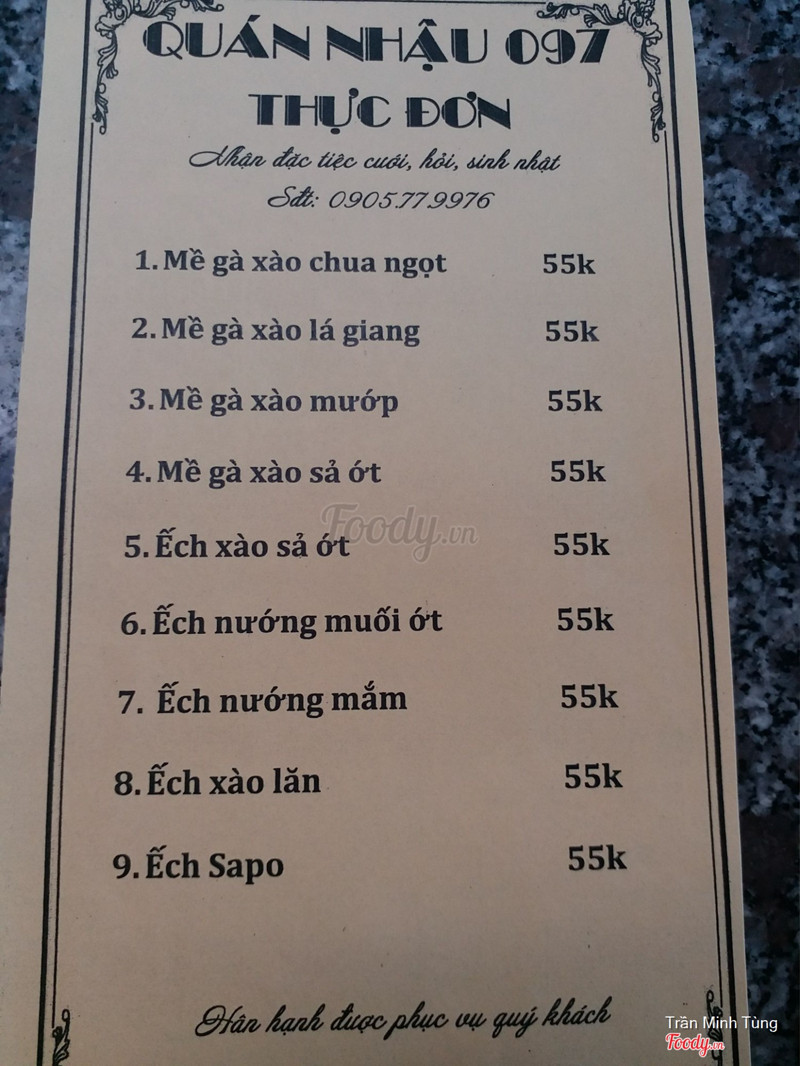 QUÁN NHẬU 097
THỰC ĐƠN
Nhận đặc tiệc cưới, hỏi, sinh nhật
Sđt: 0905.77.9976
1. Mề gà xào chua ngọt 55k
2. Mề gà xào lá giang 55k
3. Mề gà xào mướp 55k
4. Mề gà xào sả ớt 55k
Foody.vn
5. Ếch xào sả ớt 55k
6. Ếch nướng muối ớt 55k
7. Ếch nướng mắm 55k
8. Ếch xào lăn 55k
9. Ếch Sapo 55k
Hân hạnh được phục vụ quý khách
Trần Minh Tùng
Foody.vn